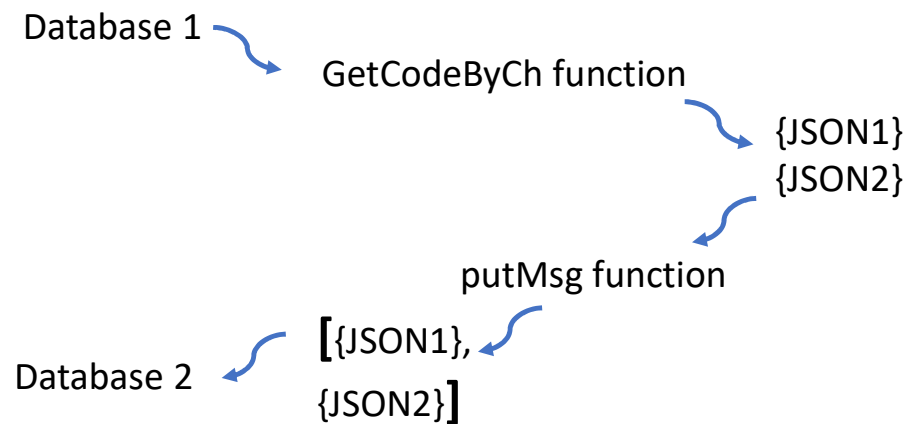 Database 1
GetCodeByCh function
{JSON1}
{JSON2}
putMsg function
[{JSON1},
{JSON2}]
Database 2